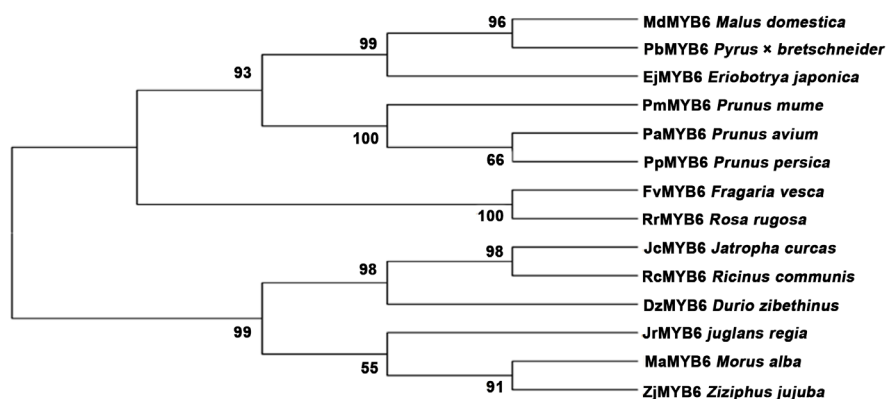 96
MdMYB6 Malus domestica
99
PbMYB6 Pyrus × bretschneider
93
EjMYB6 Eriobotrya japonica
PmMYB6 Prunus mume
100
PaMYB6 Prunus avium
66
PpMYB6 Prunus persica
FvMYB6 Fragaria vesca
100
RrMYB6 Rosa rugosa
98
JcMYB6 Jatropha curcas
98
RcMYB6 Ricinus communis
DzMYB6 Durio zibethinus
99
JrMYB6 juglans regia
55
MaMYB6 Morus alba
91
ZjMYB6 Ziziphus jujuba